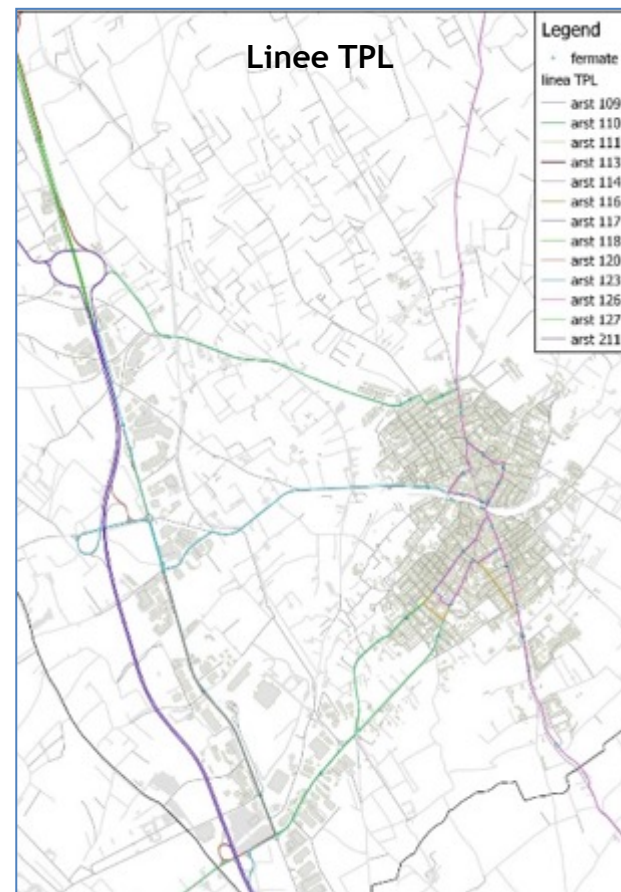 Linee TPL
Legend
fermate
linea TPL
arst 109
arst 110
arst 111
arst 113
arst 114
arst 116
arst 117
arst 118
arst 120
arst 123
arst 126
arst 127
arst 211